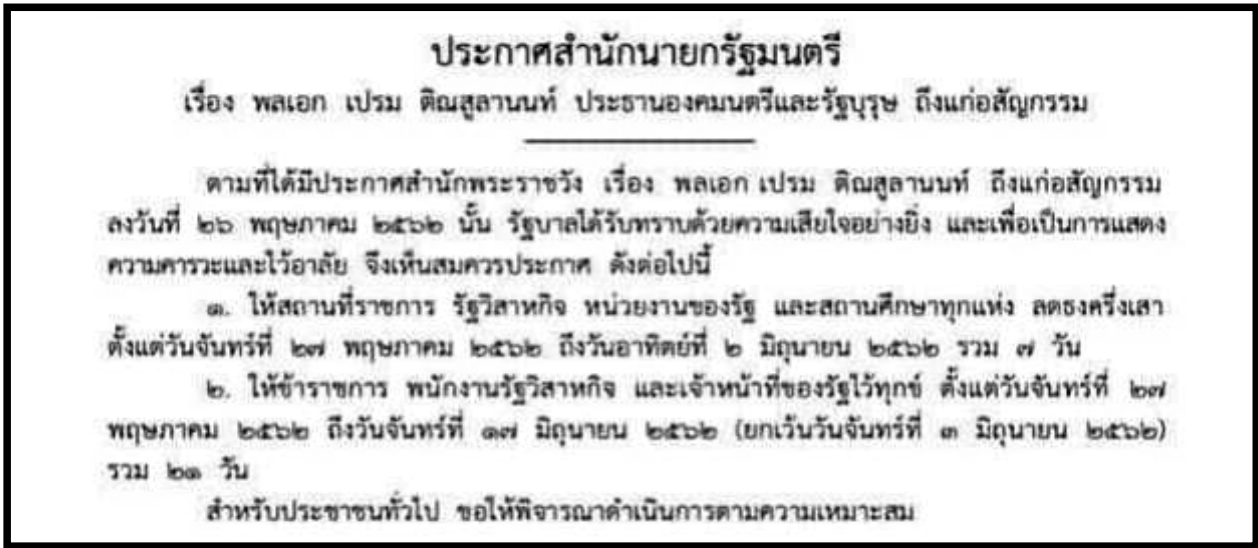 ประกาศสำนักนายกรัฐมนตรี
เรื่อง พลเอก เปรม ติณสูลานนท์ ประธานองคมนตรีและรัฐบุรุษ ถึงแก่อสัญกรรม
ตามที่ได้มีประกาศสำนักพระราชวัง เรื่อง พลเอก เปรม ติณสูลานนท์ ถึงแก่อสัญกรรม
ลงวันที่ ๒๖ พฤษภาคม ๒๕๖๒ นั้น รัฐบาลได้รับทราบด้วยความเสียใจอย่างยิ่ง และเพื่อเป็นการแสดง
ความคารวะและไว้อาลัย จึงเห็นสมควรประกาศ ดังต่อไปนี้
๑. ให้สถานที่ราชการ รัฐวิสาหกิจ หน่วยงานของรัฐ และสถานศึกษาทุกแห่ง ลดธงครึ่งเสา
ตั้งแต่วันจันทร์ที่ ๒๗ พฤษภาคม ๒๕๖๒ ถึงวันอาทิตย์ที่ ๒ มิถุนายน ๒๕๖๒ รวม ๗ วัน
๒. ให้ข้าราชการ พนักงานรัฐวิสาหกิจ และเจ้าหน้าที่ของรัฐไว้ทุกข์ ตั้งแต่วันจันทร์ที่ ๒๗
พฤษภาคม ๒๕๖๒ ถึงวันจันทร์ที่ ๑๗ มิถุนายน ๒๕๖๒ (ยกเว้นวันจันทร์ที่ ๓ มิถุนายน ๒๕๖๒)
รวม ๒๑ วัน
สำหรับประชาชนทั่วไป ขอให้พิจารณาดำเนินการตามความเหมาะสม